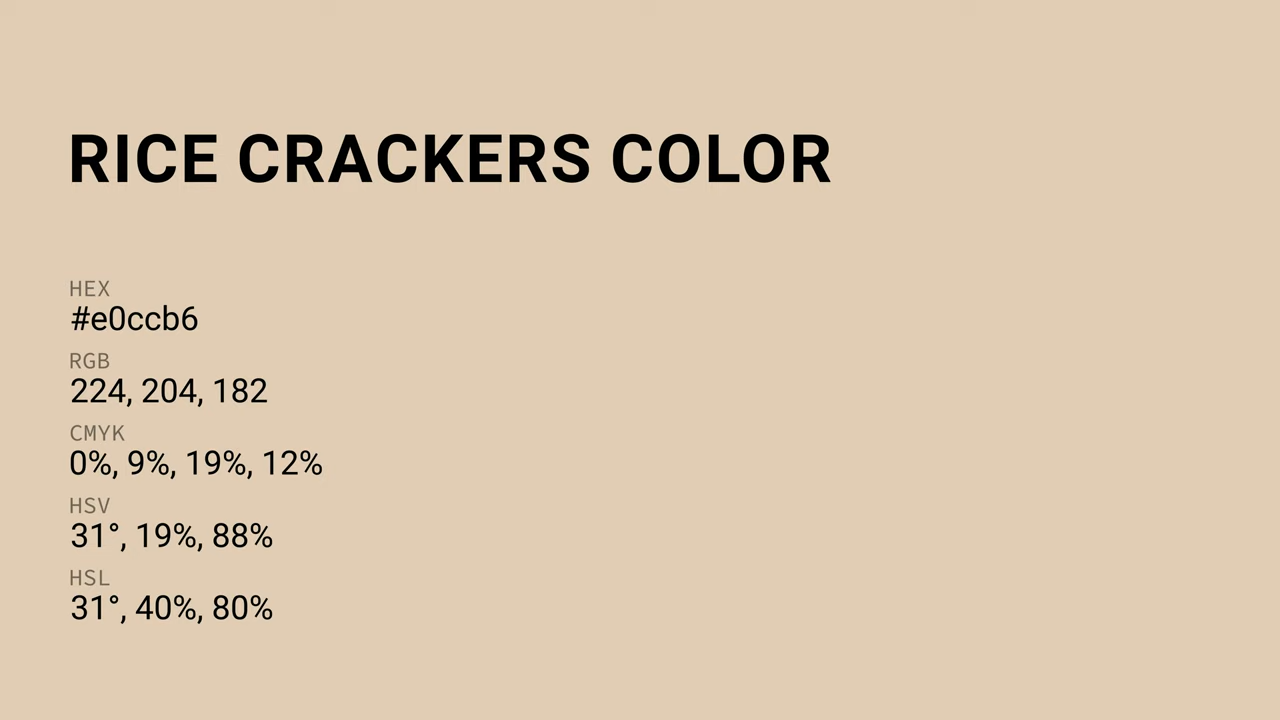 RICE CRACKERS COLOR
HEX
#e0ccb6
RGB
224, 204, 182
CMYK
0%, 9%, 19%, 12%
HSV
31°, 19%, 88%
HSL
31°, 40%, 80%